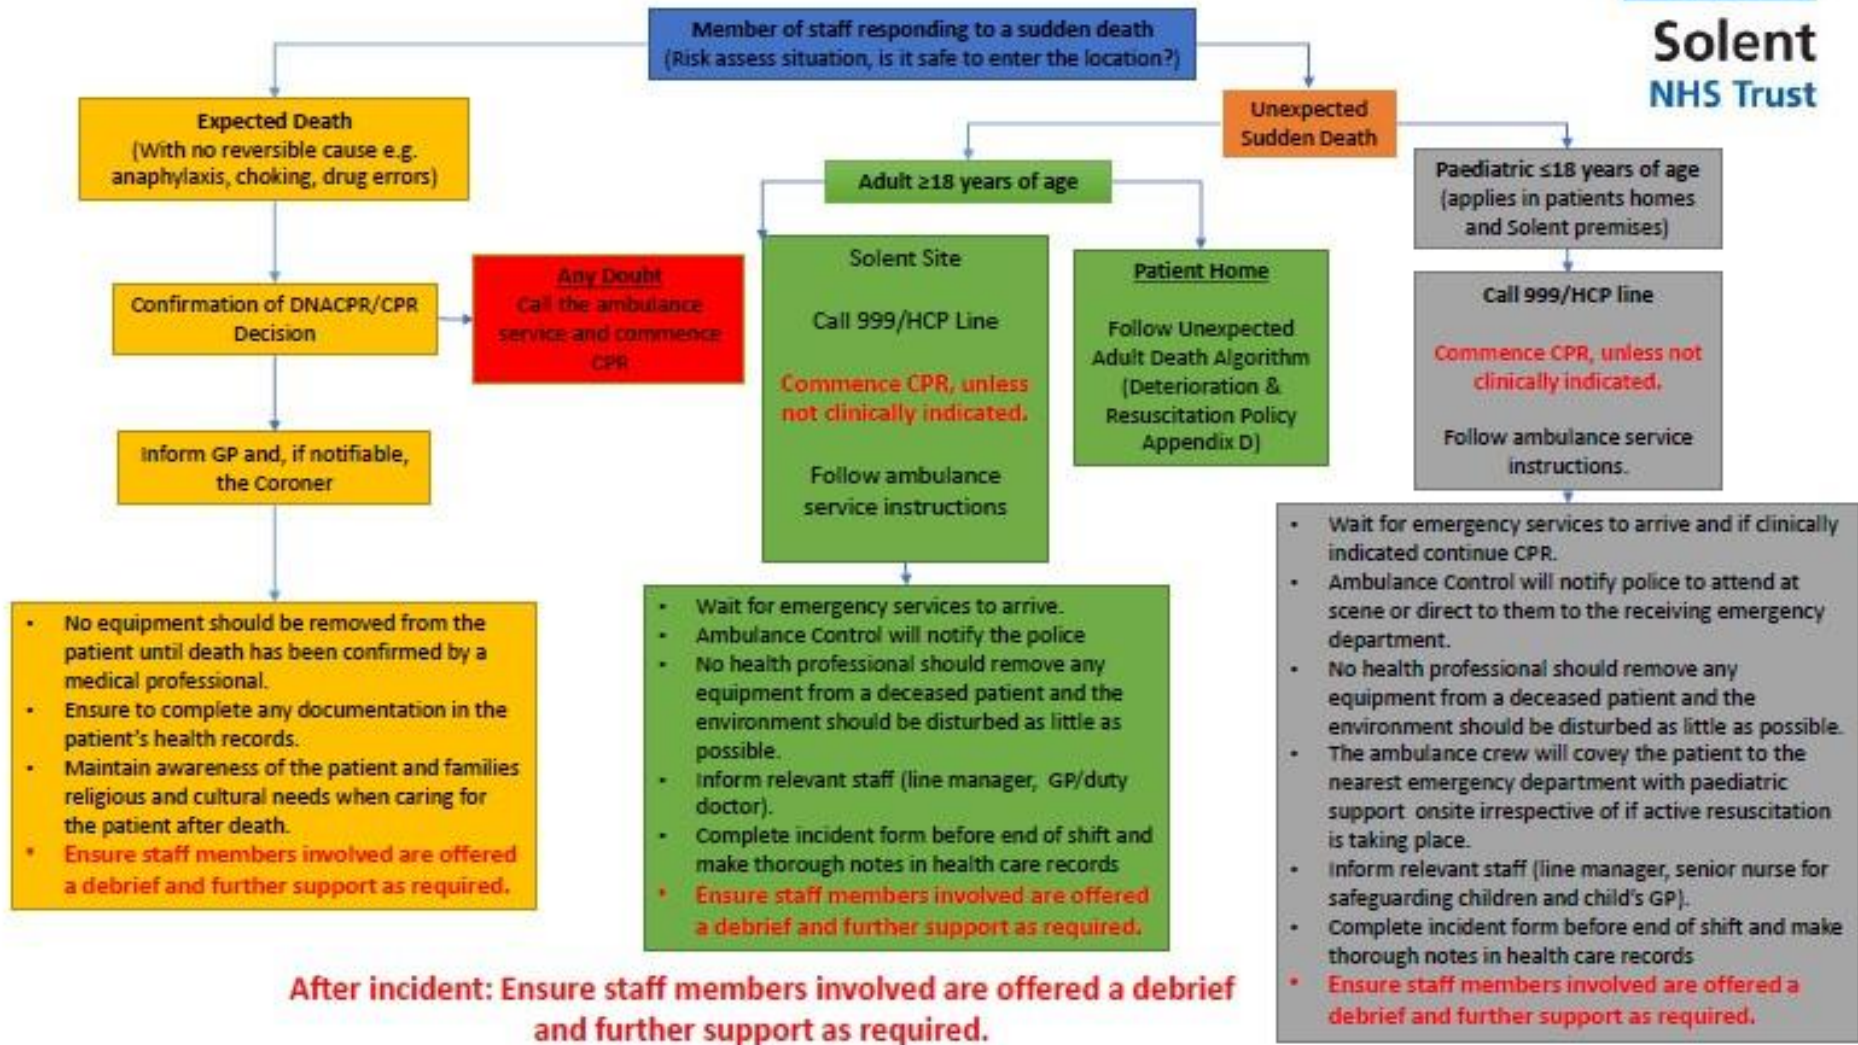 Member of staff responding to a sudden death
(Risk assess situation, is it safe to enter the location?)
Solent
NHS Trust
Expected Death
(With no reversible cause e.g.
anaphylaxis, choking, drug errors)
Confirmation of DNACPR/CPR
Decision
Any Doubt
Call the ambulance
service and commence
CPR
Inform GP and, if notifiable,
the Coroner
• No equipment should be removed from the
patient until death has been confirmed by a
medical professional.
• Ensure to complete any documentation in the
patient's health records.
• Maintain awareness of the patient and families
religious and cultural needs when caring for
the patient after death.
• Ensure staff members involved are offered
a debrief and further support as required.
Unexpected
Sudden Death
Adult ≥18 years of age
Solent Site
Call 999/HCP Line
Commence CPR, unless
not clinically indicated.
Follow ambulance
service instructions
Patient Home
Follow Unexpected
Adult Death Algorithm
(Deterioration &
Resuscitation Policy
Appendix D)
• Wait for emergency services to arrive.
• Ambulance Control will notify the police
• No health professional should remove any
equipment from a deceased patient and the
environment should be disturbed as little as
possible.
• Inform relevant staff (line manager, GP/duty
doctor).
• Complete incident form before end of shift and
make thorough notes in health care records
• Ensure staff members involved are offered
a debrief and further support as required.
Paediatric ≤18 years of age
(applies in patients homes
and Solent premises)
Call 999/HCP line
Commence CPR, unless not
clinically indicated.
Follow ambulance service
instructions.
• Wait for emergency services to arrive and if clinically
indicated continue CPR.
• Ambulance Control will notify police to attend at
scene or direct to them to the receiving emergency
department.
• No health professional should remove any
equipment from a deceased patient and the
environment should be disturbed as little as possible.
• The ambulance crew will covey the patient to the
nearest emergency department with paediatric
support onsite irrespective of if active resuscitation
is taking place.
• Inform relevant staff (line manager, senior nurse for
safeguarding children and child's GP).
• Complete incident form before end of shift and make
thorough notes in health care records
• Ensure staff members involved are offered a
debrief and further support as required.
After incident: Ensure staff members involved are offered a debrief
and further support as required.